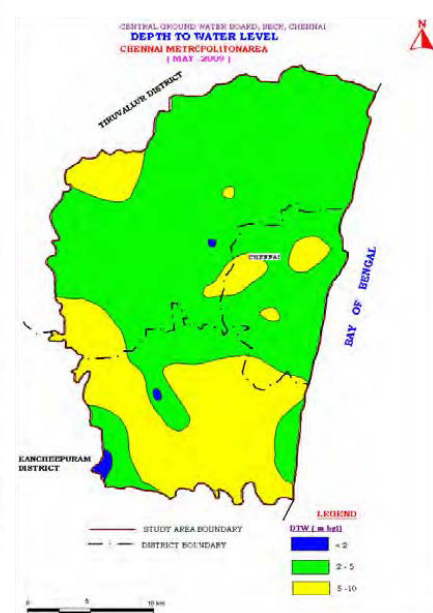 CENTRAL GROUND WATER BOARD, SECR, CHENNAI
DEPTH TO WATER LEVEL
CHENNAI METROPOLITONAREA
( MAY - 2009 )
N
TIRUVALLUR DISTRICT
CHENNAI
BAY OF BENGAL
KANCHEEPURAM
DISTRICT
LEGEND
DTW ( m bgl)
STUDY AREA BOUNDARY
DISTRICT BOUNDARY
< 2
2 - 5
5 - 10
0 5 10 km